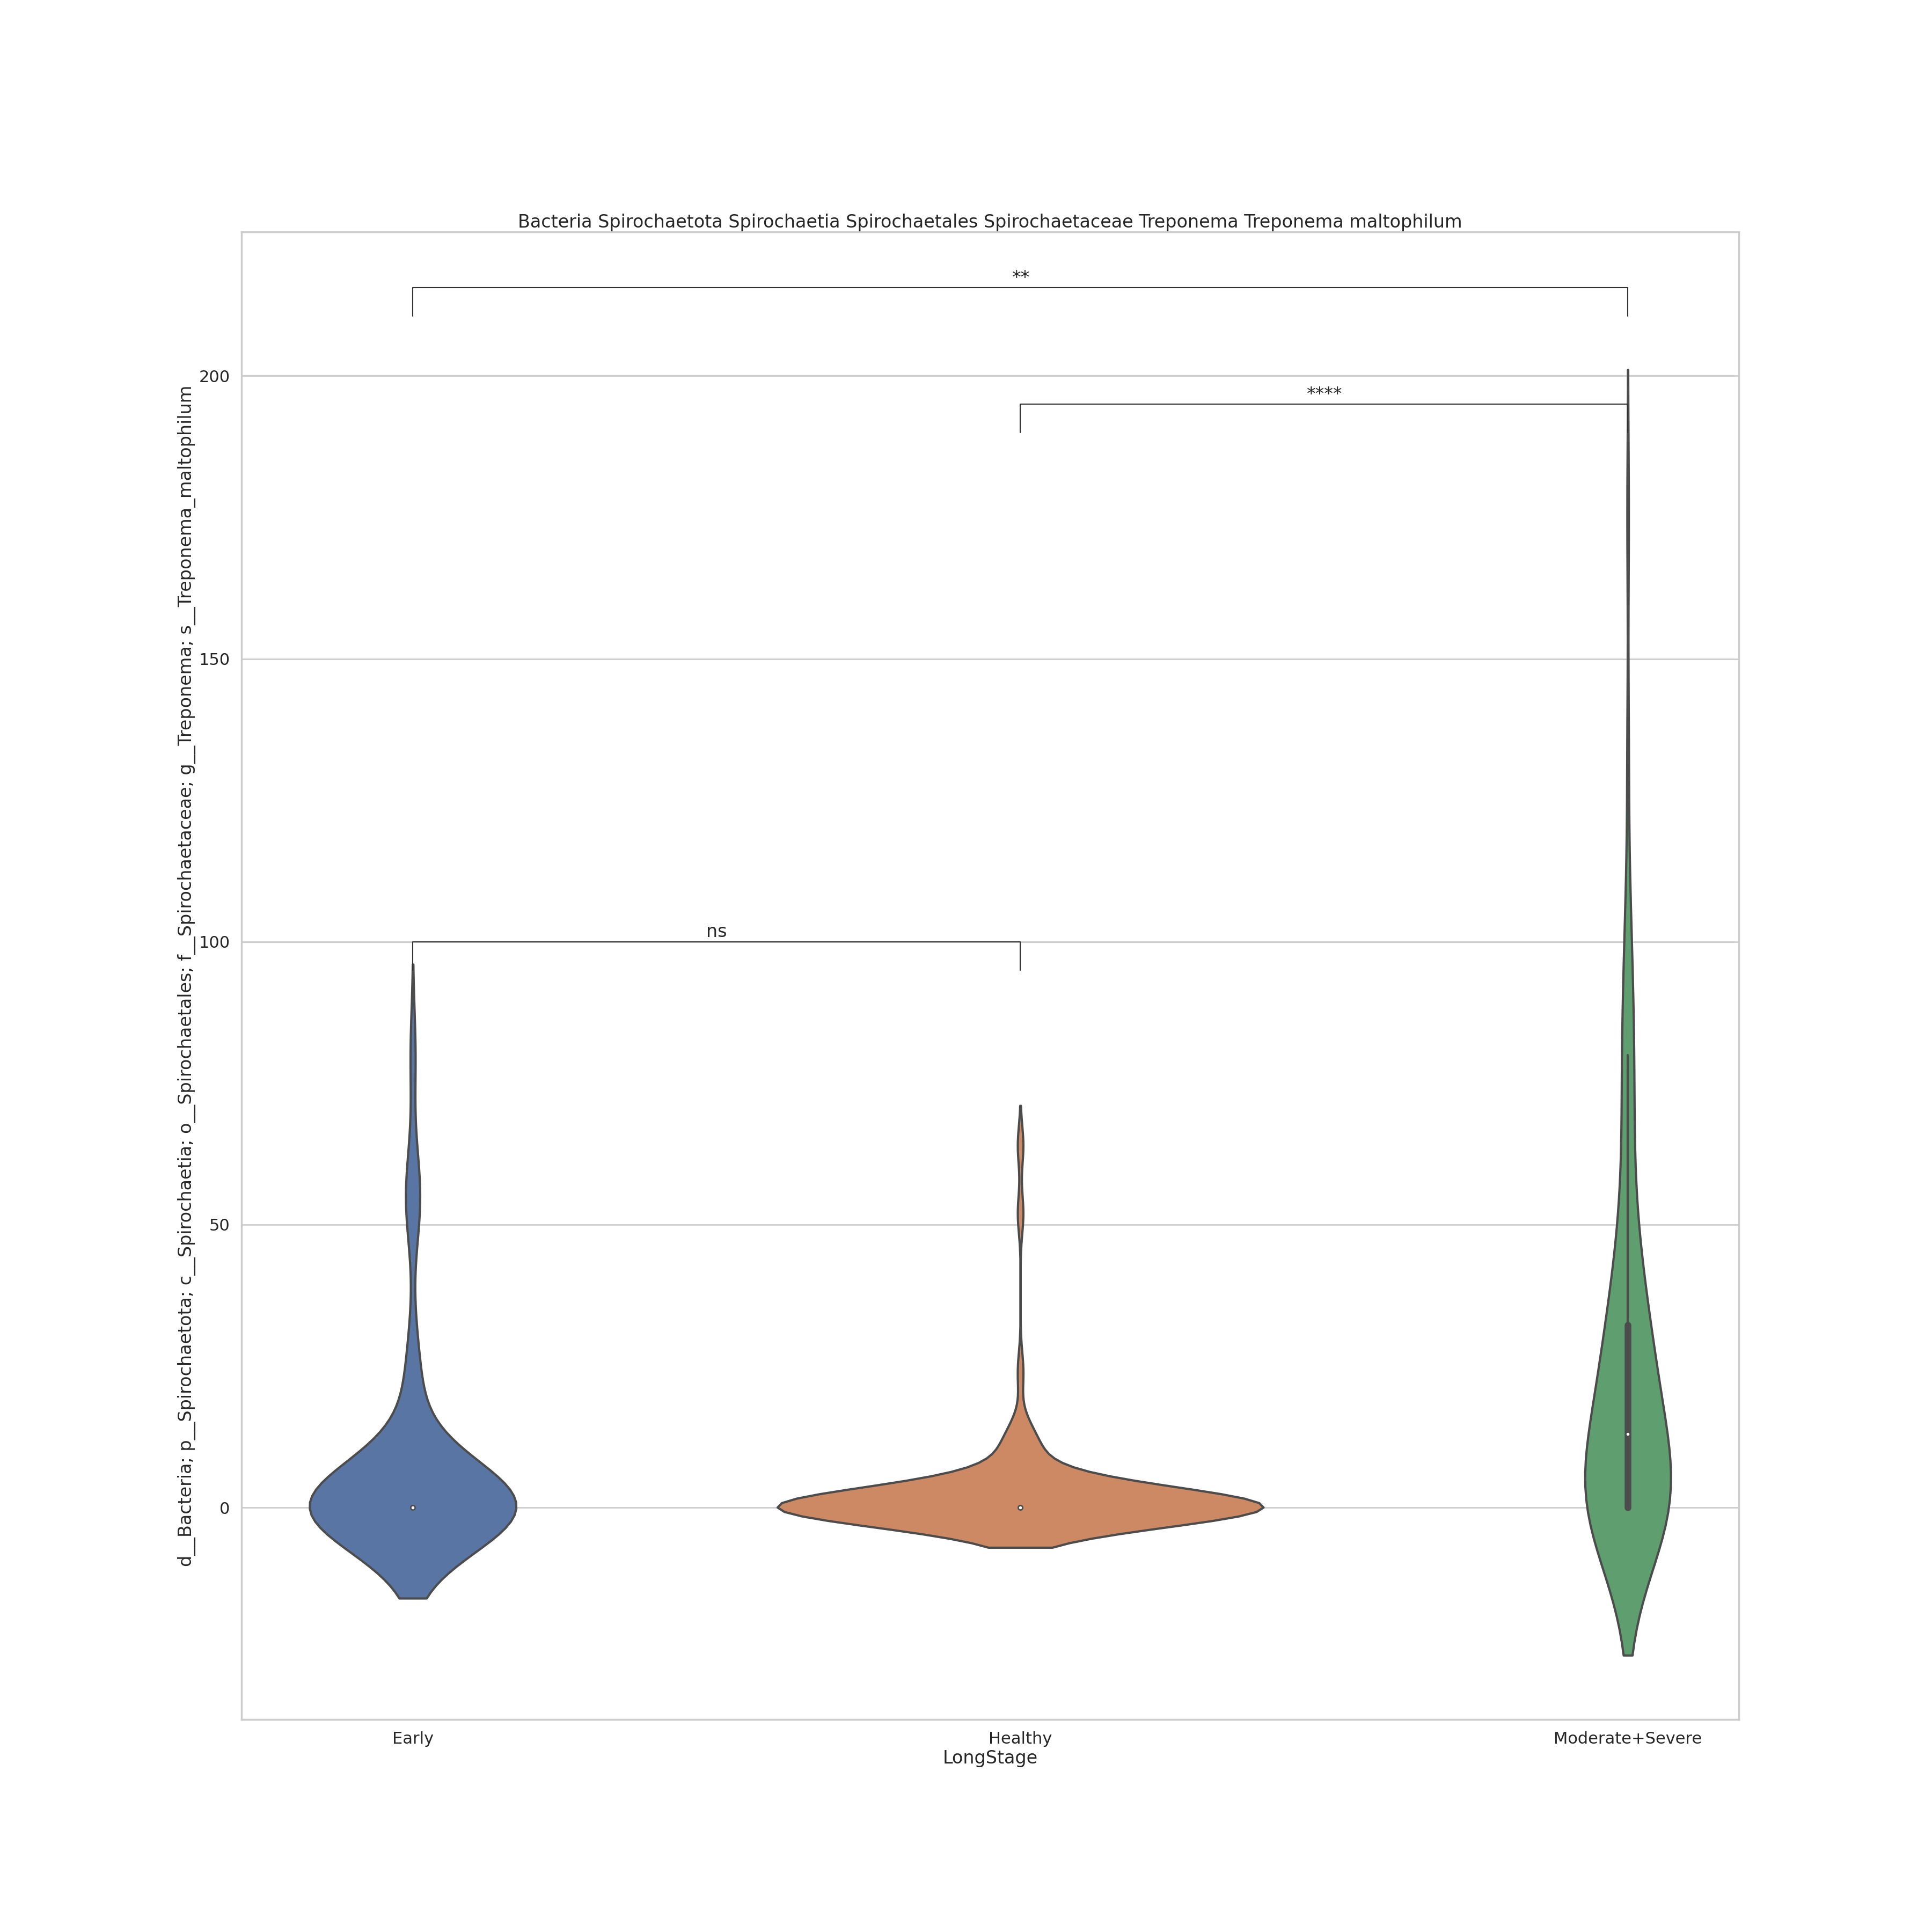 Bacteria Spirochaetota Spirochaetia Spirochaetales Spirochaetaceae Treponema Treponema maltophilum
**
200
****
150
ns
100
50
0
d__Bacteria; p__Spirochaetota; c__Spirochaetia; o__Spirochaetales; f__Spirochaetaceae; g__Treponema; s__Treponema_maltophilum
Early Healthy Moderate+Severe
LongStage